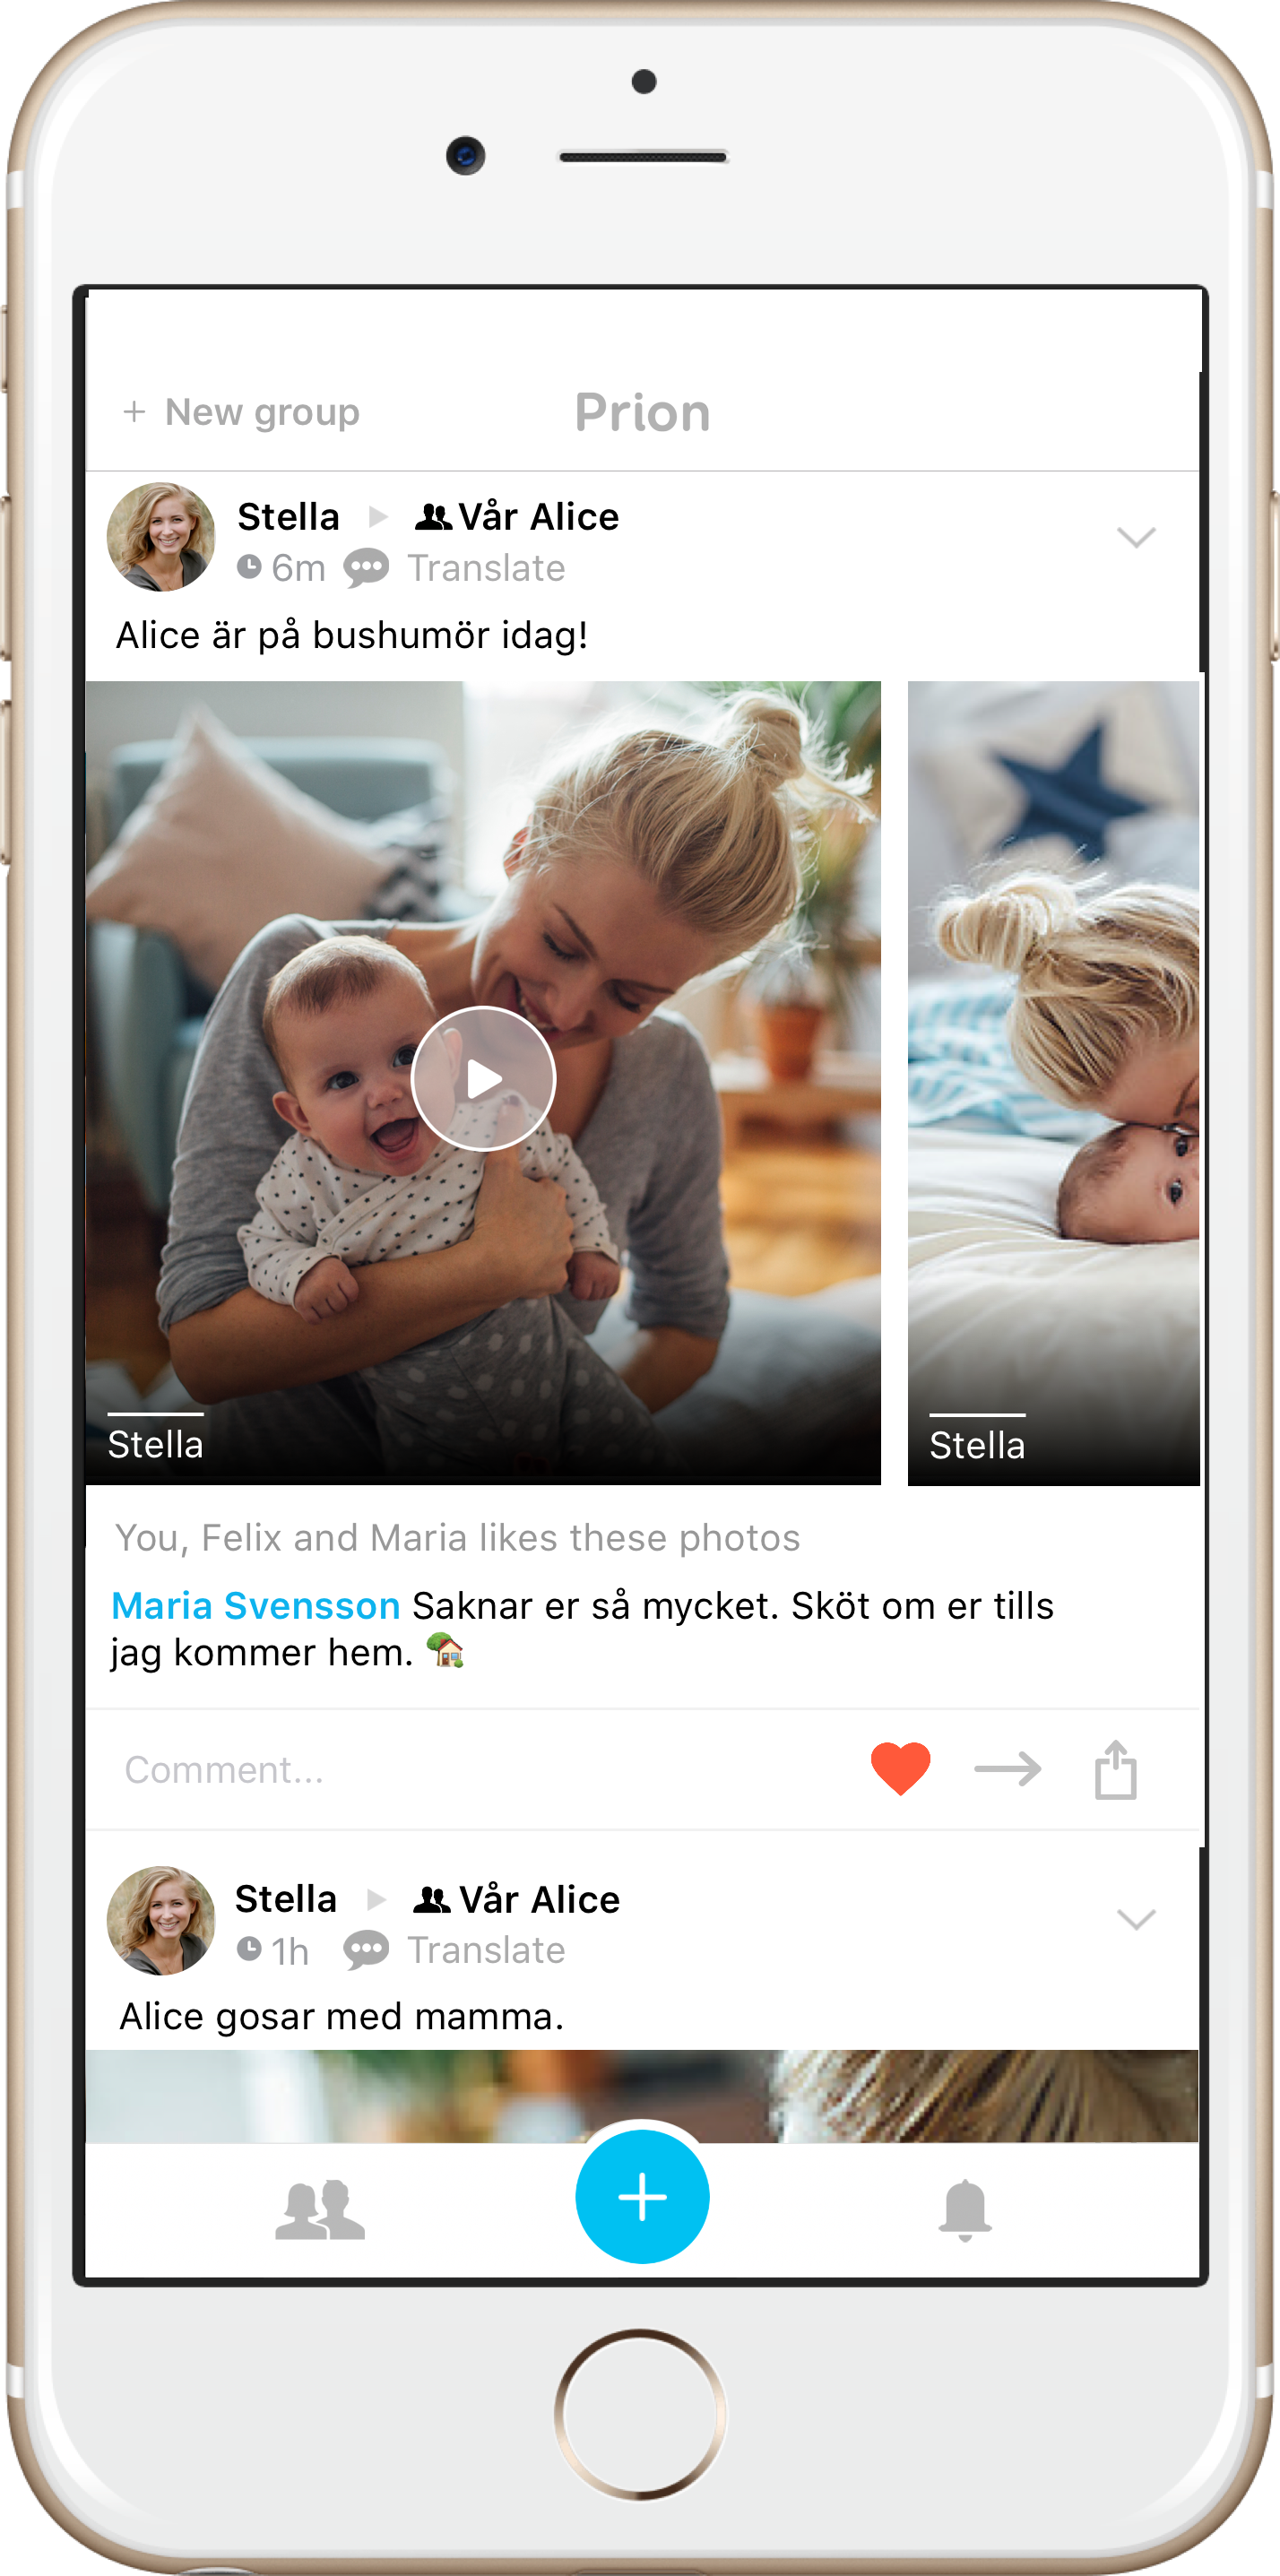 + New group
Prion
Stella
Vår Alice
6m
Translate
Alice är på bushumör idag!
Stella
Stella
You, Felix and Maria likes these photos
Maria Svensson Saknar er så mycket. Sköt om er tills
jag kommer hem. 🏡
Comment...
Stella
Vår Alice
1h
Translate
Alice gosar med mamma.